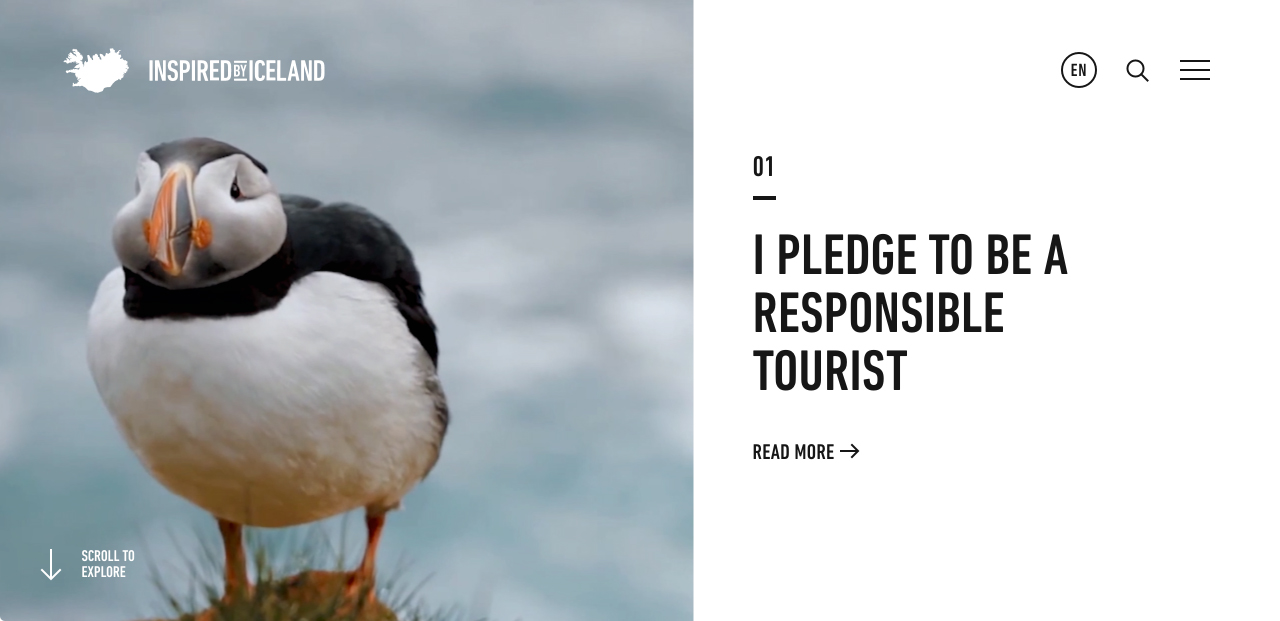 INSPIRED BY ICELAND
EN
01
I PLEDGE TO BE A
RESPONSIBLE
TOURIST
READ MORE
SCROLL TO
EXPLORE